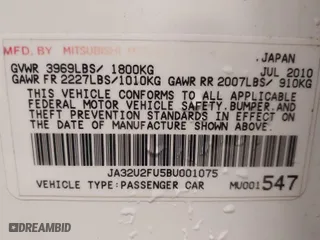 MFD. BY MITSUBISHI
JAPAN
GVWR 3969LBS/ 1800KG JUL 2010
GAWR FR 2227LBS/1010KG GAWR RR 2007LBS/ 910KG
THIS VEHICLE CONFORMS TO ALL APPLICABLE
FEDERAL MOTOR VEHICLE SAFETY,BUMPER,AND
THEFT PREVENTION STANDARDS IN EFFECT ON
THE DATE OF MANUFACTURE SHOWN ABOVE.
JA32U2FU5BU001075
VEHICLE TYPE:PASSENGER CAR MU001547
© DREAMBID